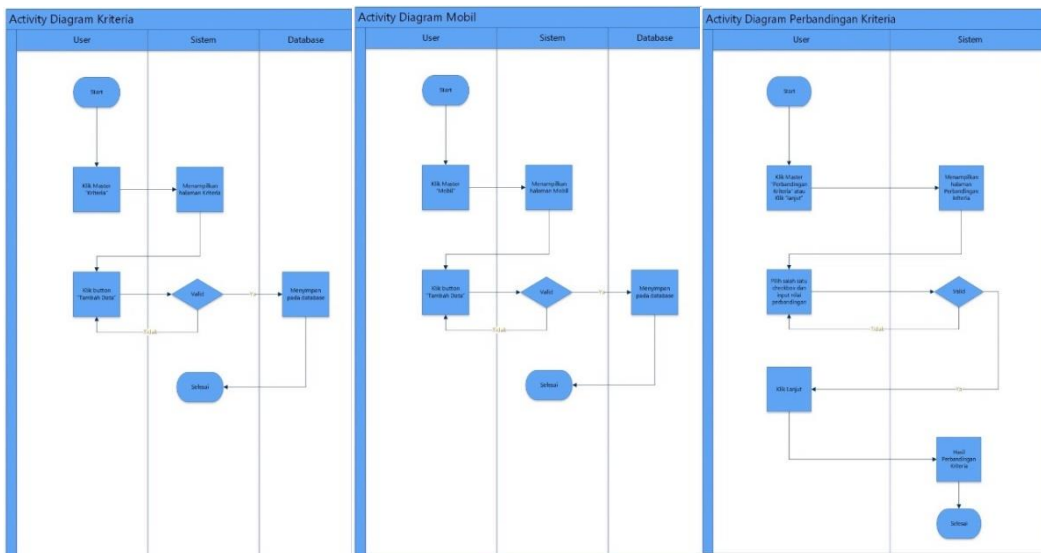 Activity Diagram Kriteria
User
Sistem
Database
Start
Klik Master
"Kriteria"
Menampilkan
halaman Kriteria
Klik button
"Tambah Data"
Valid
Ya
Menyimpan
pada database
Tidak
Selesai
Activity Diagram Mobil
User
Sistem
Database
Start
Klik Master
"Mobil"
Menampilkan
halaman Mobil
Klik button
"Tambah Data"
Valid
Ya
Menyimpan
pada database
Tidak
Selesai
Activity Diagram Perbandingan Kriteria
User
Sistem
Start
Klik Master
"Perbandingan
Kriteria" atau
Klik "lanjut"
Menampilkan
halaman
Perbandingan
Kriteria
Pilih salah satu
checkbox dan
input nilai
perbandingan
Valid
Tidak
Klik Lanjut
Ya
Hasil
Perbandingan
Kriteria
Selesai